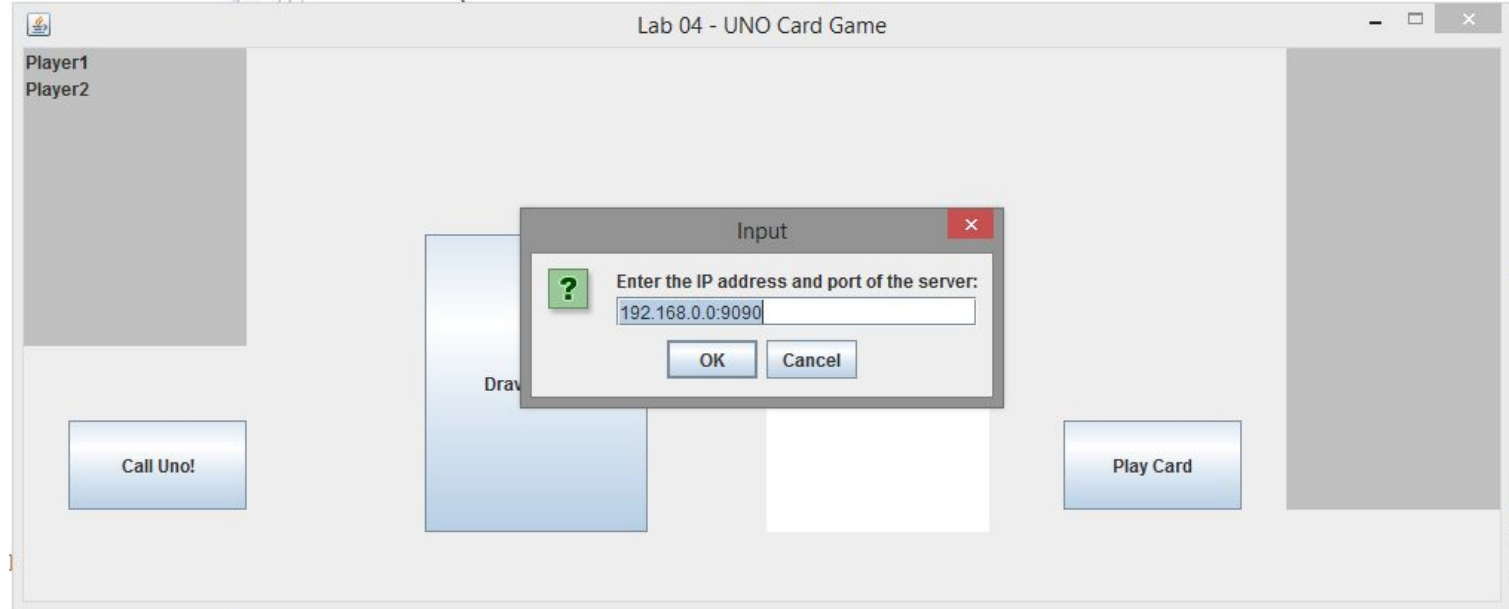 Lab 04 - UNO Card Game
Player1
Player2
Input
Enter the IP address and port of the server:
192.168.0.0:9090
OK
Cancel
Call Uno!
Play Card